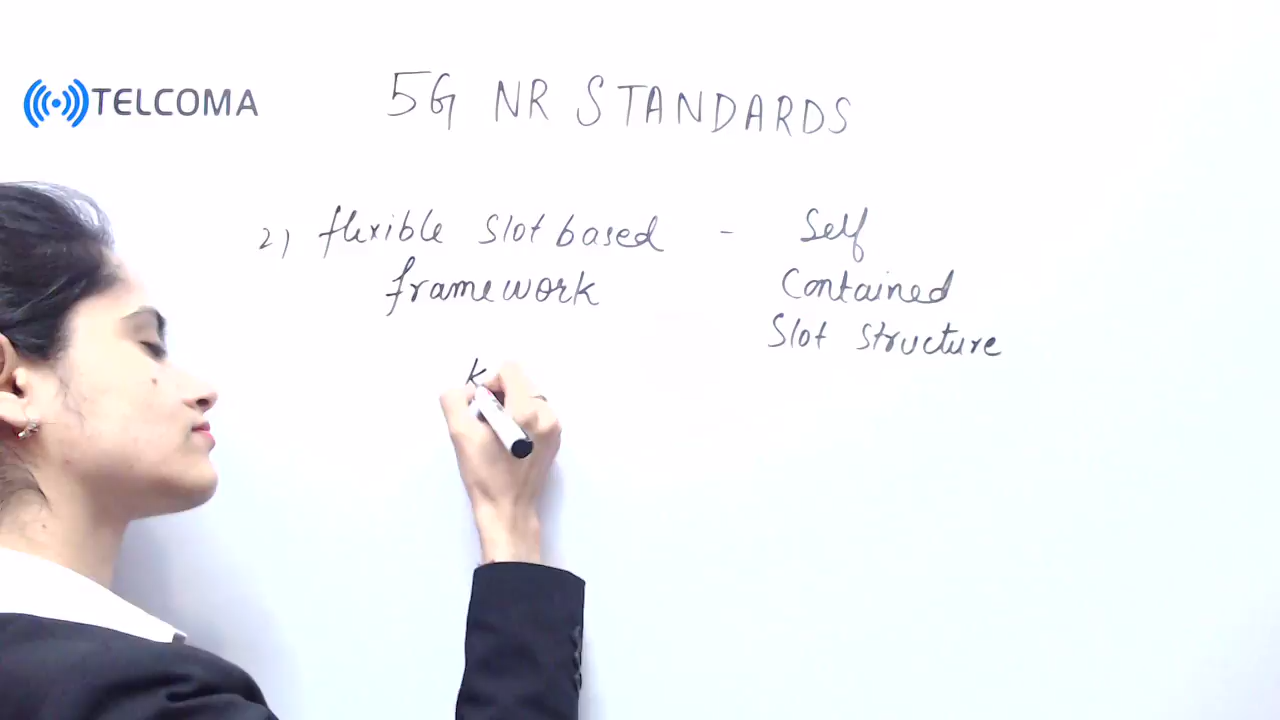 TELCOMA
5G NR STANDARDS
2) flexible slot based - Self
framework Contained
Slot structure
K